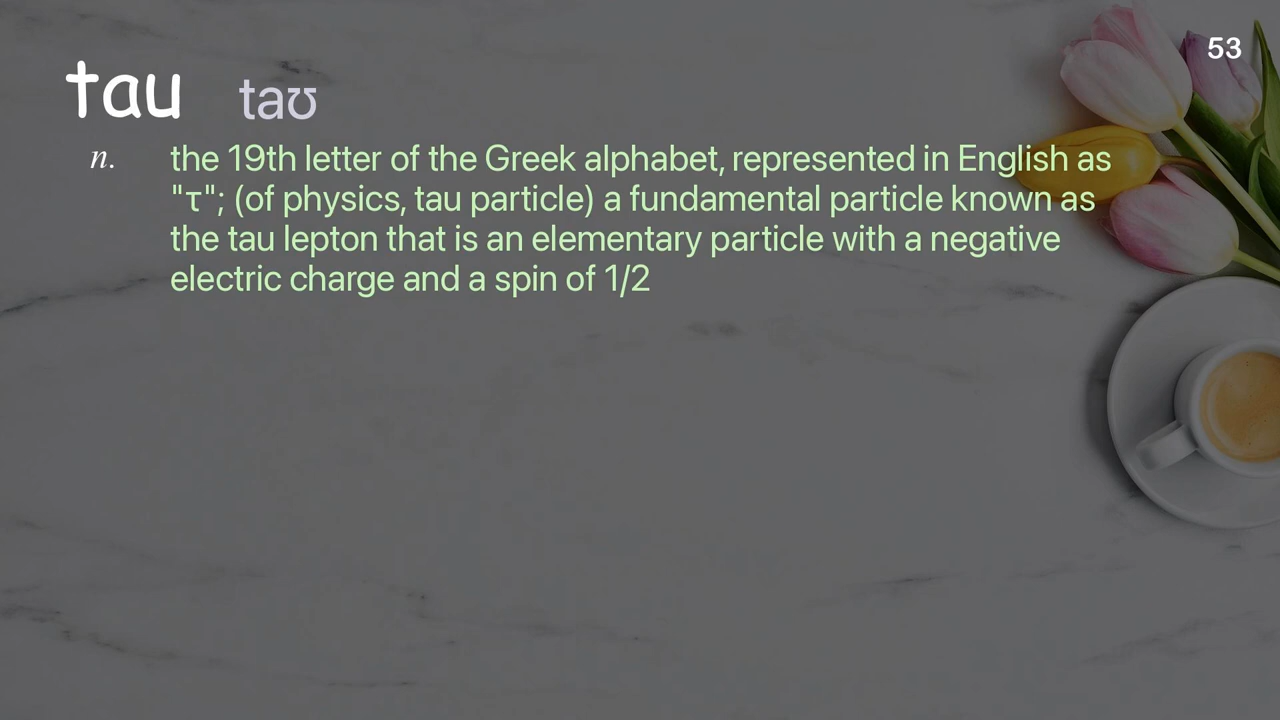 53
tau taʊ
n. the 19th letter of the Greek alphabet, represented in English as
"τ"; (of physics, tau particle) a fundamental particle known as
the tau lepton that is an elementary particle with a negative
electric charge and a spin of 1/2